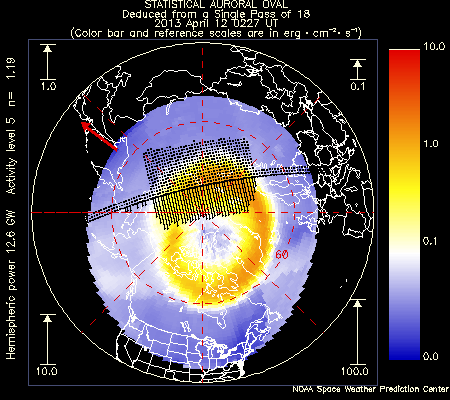 STATISTICAL AURORAL OVAL
Deduced from a Single Pass of 18
2013 April 12 0227 UT
(Color bar and reference scales are in erg · cm⁻² · s⁻¹)
Hemispheric power 12.6 GW Activity level 5 n= 1.19
1.0
0.1
60
10.0
100.0
10.0
1.0
0.1
0.0
NOAA Space Weather Prediction Center